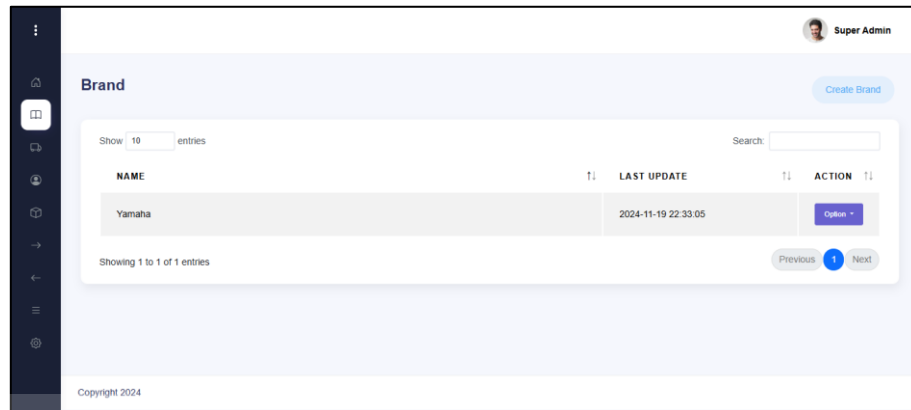 Super Admin
Brand
Create Brand
Show 10 entries
Search:
NAME
LAST UPDATE
ACTION
Yamaha
2024-11-19 22:33:05
Option
Showing 1 to 1 of 1 entries
Previous 1 Next
Copyright 2024